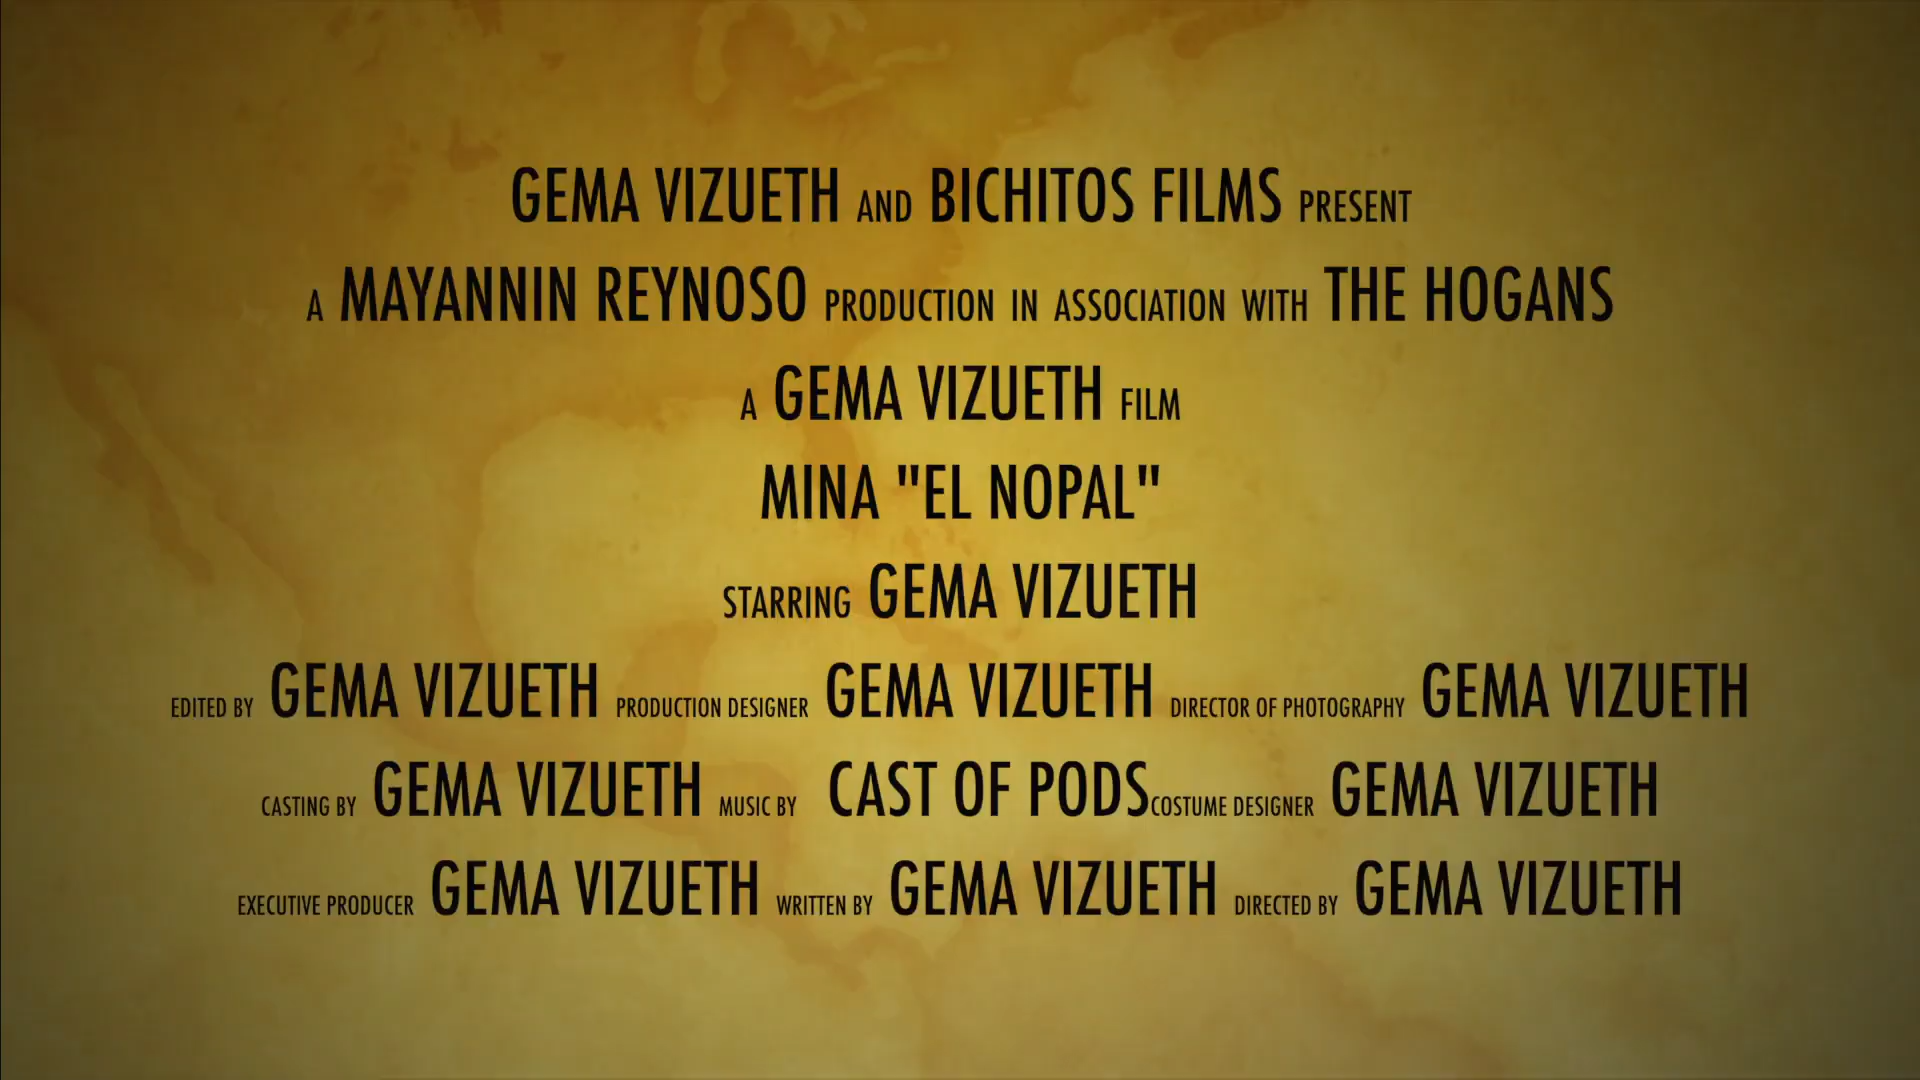 GEMA VIZUETH AND BICHITOS FILMS PRESENT
A MAYANNIN REYNOSO PRODUCTION IN ASSOCIATION WITH THE HOGANS
A GEMA VIZUETH FILM
MINA "EL NOPAL"
STARRING GEMA VIZUETH
EDITED BY GEMA VIZUETH PRODUCTION DESIGNER GEMA VIZUETH DIRECTOR OF PHOTOGRAPHY GEMA VIZUETH
CASTING BY GEMA VIZUETH MUSIC BY CAST OF PODS COSTUME DESIGNER GEMA VIZUETH
EXECUTIVE PRODUCER GEMA VIZUETH WRITTEN BY GEMA VIZUETH DIRECTED BY GEMA VIZUETH